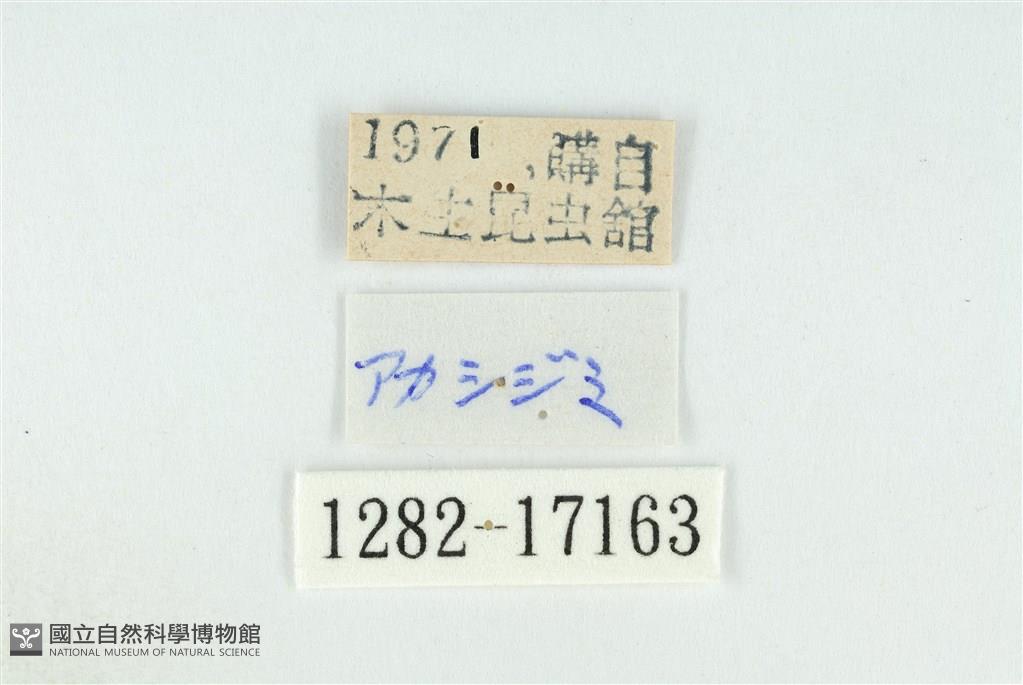 1971 ,購自
木生昆虫舘
アカシジミ
1282-17163
國立自然科學博物館
NATIONAL MUSEUM OF NATURAL SCIENCE